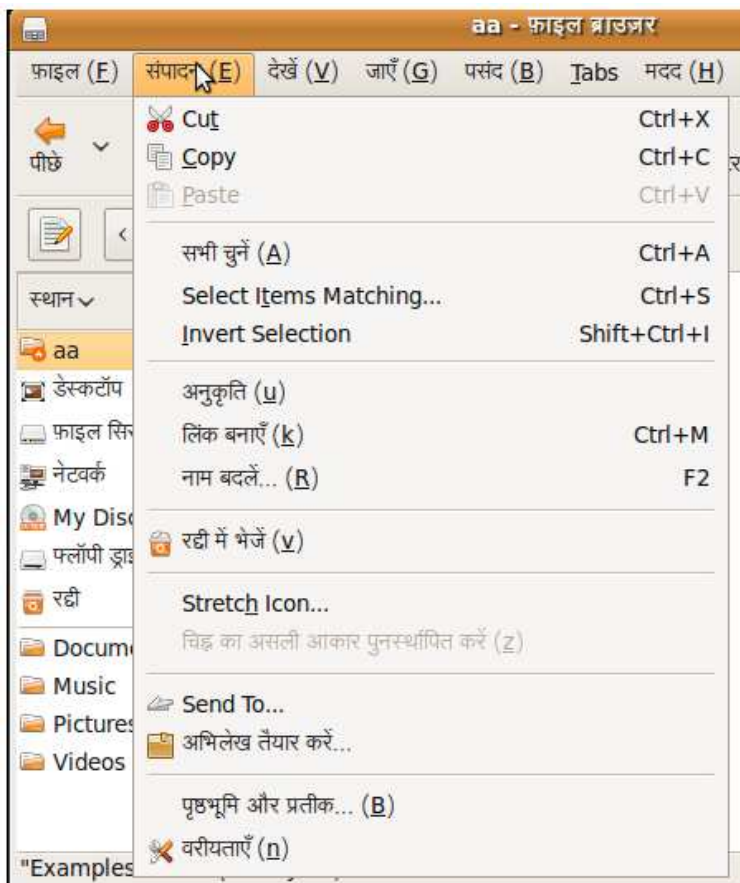 aa - फ़ाइल ब्राउज़र
फ़ाइल (F) संपादन (E) देखें (V) जाएँ (G) पसंद (B) Tabs मदद (H)
पीछे
Cut Ctrl+X
Copy Ctrl+C
Paste Ctrl+V
सभी चुनें (A) Ctrl+A
Select Items Matching... Ctrl+S
Invert Selection Shift+Ctrl+I
अनुकृति (u)
लिंक बनाएँ (k) Ctrl+M
नाम बदलें... (R) F2
रद्दी में भेजें (v)
Stretch Icon...
चिह्न का असली आकार पुनर्स्थापित करें (z)
Send To...
अभिलेख तैयार करें...
पृष्ठभूमि और प्रतीक... (B)
वरीयताएँ (n)
स्थान
aa
डेस्कटॉप
फ़ाइल
नेटवर्क
My
फ्लॉपी
रद्दी
Music
Pictures
Videos
"Examples